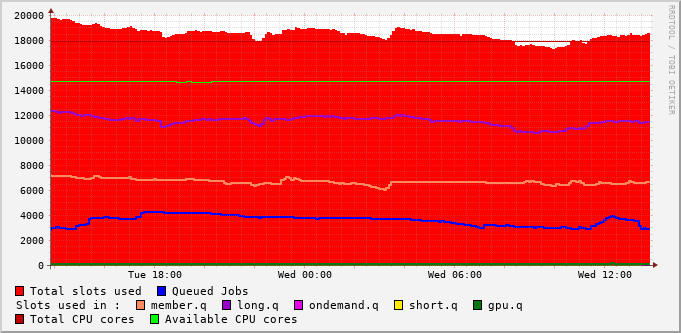 20000
18000
16000
14000
12000
10000
8000
6000
4000
2000
0
Tue 18:00 Wed 00:00 Wed 06:00 Wed 12:00
RRDTOOL / TOBI OETIKER
Total slots used Queued Jobs
Slots used in : member.q long.q ondemand.q short.q gpu.q
Total CPU cores Available CPU cores